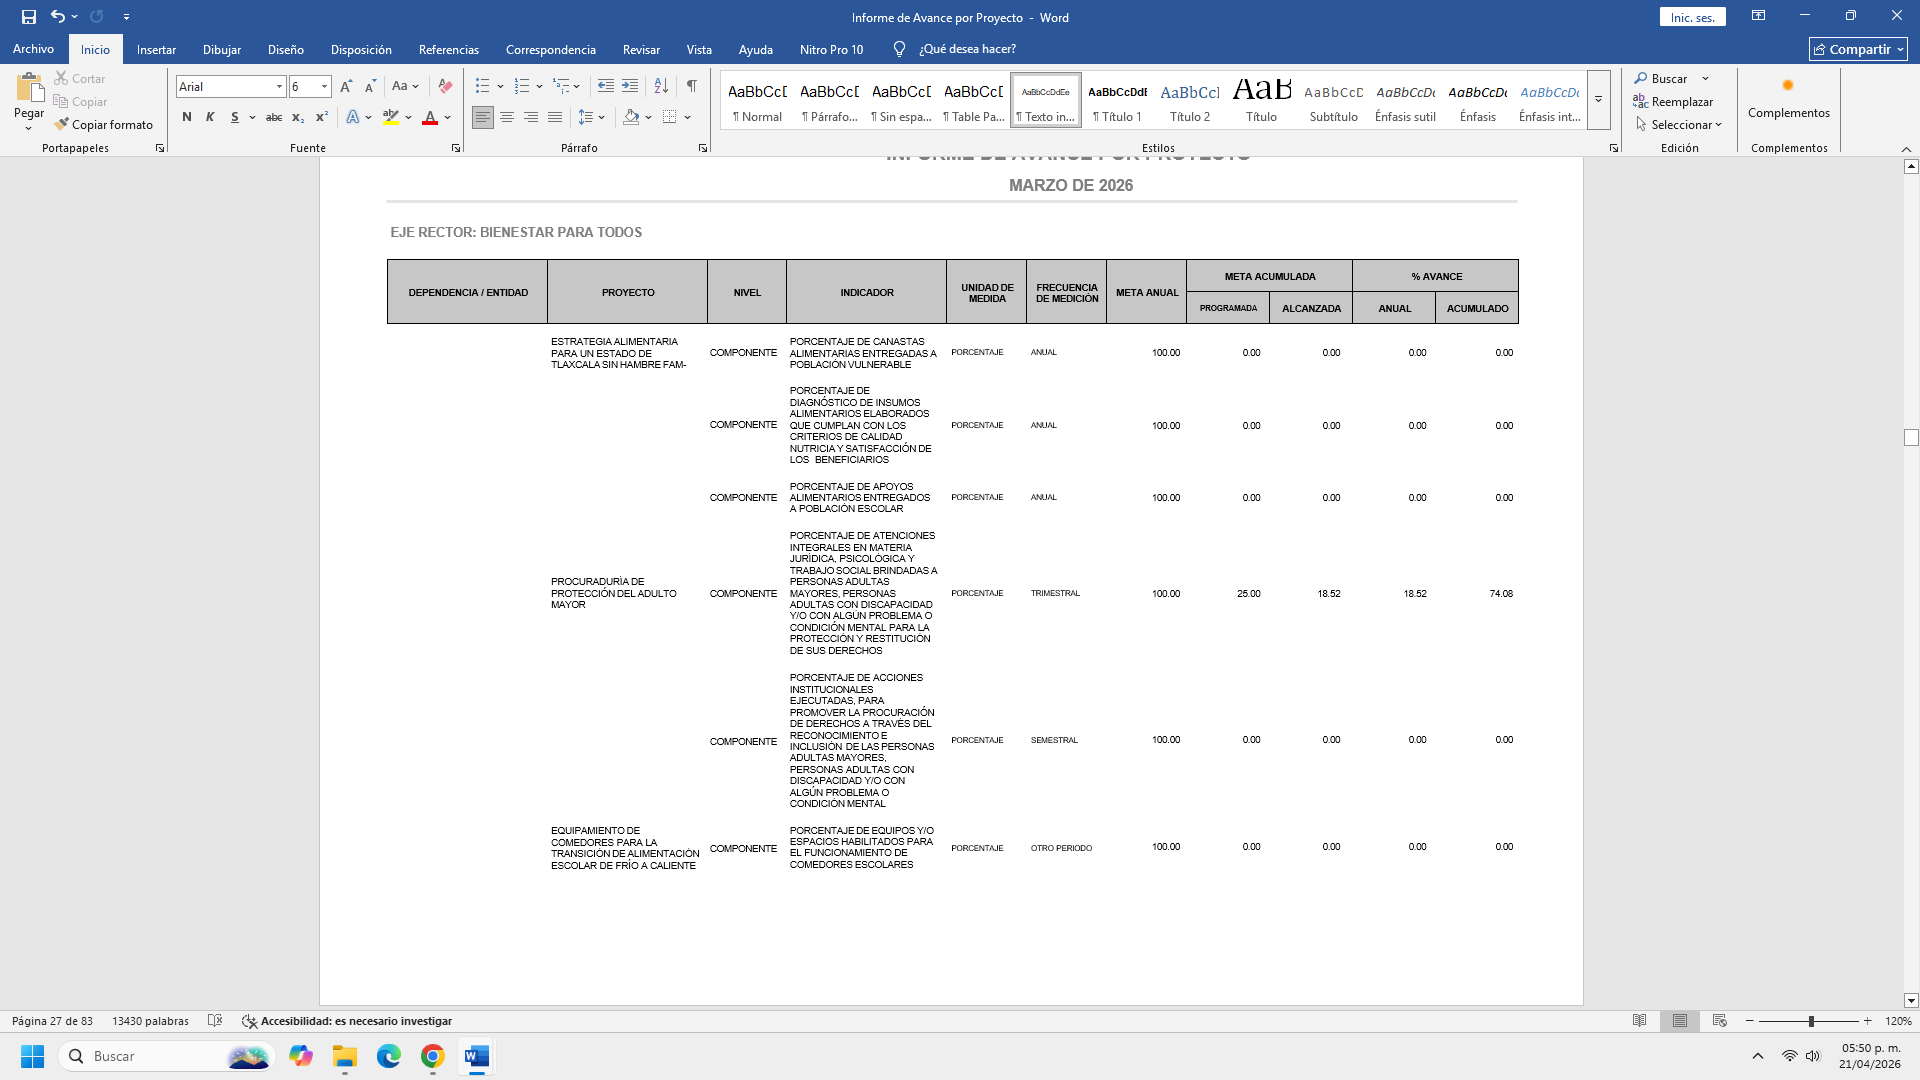 Informe de Avance por Proyecto - Word
Inic. ses.
Archivo Inicio Insertar Dibujar Diseño Disposición Referencias Correspondencia Revisar Vista Ayuda Nitro Pro 10 ¿Qué desea hacer? Compartir
Pegar
Cortar
Copiar
Copiar formato
Portapapeles
Arial 6
N K S abc x₂ x²
Fuente
Párrafo
AaBbCcDdEe
¶ Normal ¶ Párrafo... ¶ Sin espa... ¶ Table Pa... ¶ Texto in... ¶ Título 1 Título 2 Título Subtítulo Énfasis sutil Énfasis Énfasis int...
Estilos
Buscar
Reemplazar
Seleccionar
Edición
Complementos
Complementos
INFORME DE AVANCE POR PROYECTO
MARZO DE 2026
EJE RECTOR: BIENESTAR PARA TODOS
DEPENDENCIA / ENTIDAD PROYECTO NIVEL INDICADOR UNIDAD DE MEDIDA FRECUENCIA DE MEDICIÓN META ANUAL META ACUMULADA % AVANCE
PROGRAMADA ALCANZADA ANUAL ACUMULADO
ESTRATEGIA ALIMENTARIA
PARA UN ESTADO DE
TLAXCALA SIN HAMBRE FAM-
COMPONENTE
PORCENTAJE DE CANASTAS
ALIMENTARIAS ENTREGADAS A
POBLACIÓN VULNERABLE
PORCENTAJE ANUAL 100.00 0.00 0.00 0.00 0.00
COMPONENTE
PORCENTAJE DE
DIAGNÓSTICO DE INSUMOS
ALIMENTARIOS ELABORADOS
QUE CUMPLAN CON LOS
CRITERIOS DE CALIDAD
NUTRICIA Y SATISFACCIÓN DE
LOS BENEFICIARIOS
PORCENTAJE ANUAL 100.00 0.00 0.00 0.00 0.00
COMPONENTE
PORCENTAJE DE APOYOS
ALIMENTARIOS ENTREGADOS
A POBLACIÓN ESCOLAR
PORCENTAJE ANUAL 100.00 0.00 0.00 0.00 0.00
PROCURADURÍA DE
PROTECCIÓN DEL ADULTO
MAYOR
COMPONENTE
PORCENTAJE DE ATENCIONES
INTEGRALES EN MATERIA
JURÍDICA, PSICOLÓGICA Y
TRABAJO SOCIAL BRINDADAS A
PERSONAS ADULTAS
MAYORES, PERSONAS
ADULTAS CON DISCAPACIDAD
Y/O CON ALGÚN PROBLEMA O
CONDICIÓN MENTAL PARA LA
PROTECCIÓN Y RESTITUCIÓN
DE SUS DERECHOS
PORCENTAJE TRIMESTRAL 100.00 25.00 18.52 18.52 74.08
COMPONENTE
PORCENTAJE DE ACCIONES
INSTITUCIONALES
EJECUTADAS, PARA
PROMOVER LA PROCURACIÓN
DE DERECHOS A TRAVÉS DEL
RECONOCIMIENTO E
INCLUSIÓN DE LAS PERSONAS
ADULTAS MAYORES,
PERSONAS ADULTAS CON
DISCAPACIDAD Y/O CON
ALGÚN PROBLEMA O
CONDICIÓN MENTAL
PORCENTAJE SEMESTRAL 100.00 0.00 0.00 0.00 0.00
EQUIPAMIENTO DE
COMEDORES PARA LA
TRANSICIÓN DE ALIMENTACIÓN
ESCOLAR DE FRÍO A CALIENTE
COMPONENTE
PORCENTAJE DE EQUIPOS Y/O
ESPACIOS HABILITADOS PARA
EL FUNCIONAMIENTO DE
COMEDORES ESCOLARES
PORCENTAJE OTRO PERIODO 100.00 0.00 0.00 0.00 0.00
Página 27 de 83 13430 palabras Accesibilidad: es necesario investigar 120%
Buscar
05:50 p. m.
21/04/2026